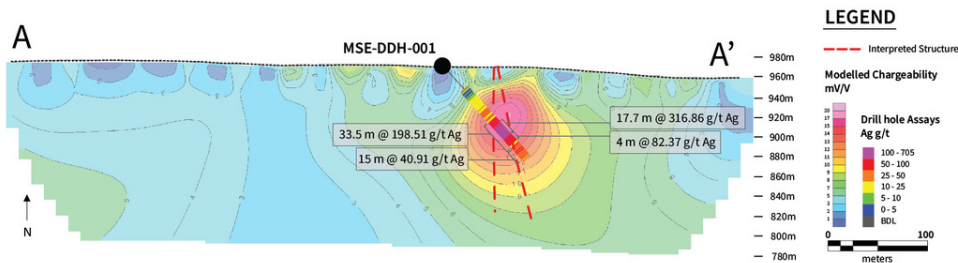 A
MSE-DDH-001
A'
33.5 m @ 198.51 g/t Ag
15 m @ 40.91 g/t Ag
17.7 m @ 316.86 g/t Ag
4 m @ 82.37 g/t Ag
N
980m
960m
940m
920m
900m
880m
860m
840m
820m
800m
780m
LEGEND
Interpreted Structure
Modelled Chargeability
mV/V
Drill hole Assays
Ag g/t
100 - 705
50 - 100
25 - 50
10 - 25
5 - 10
0 - 5
BDL
0
100
meters